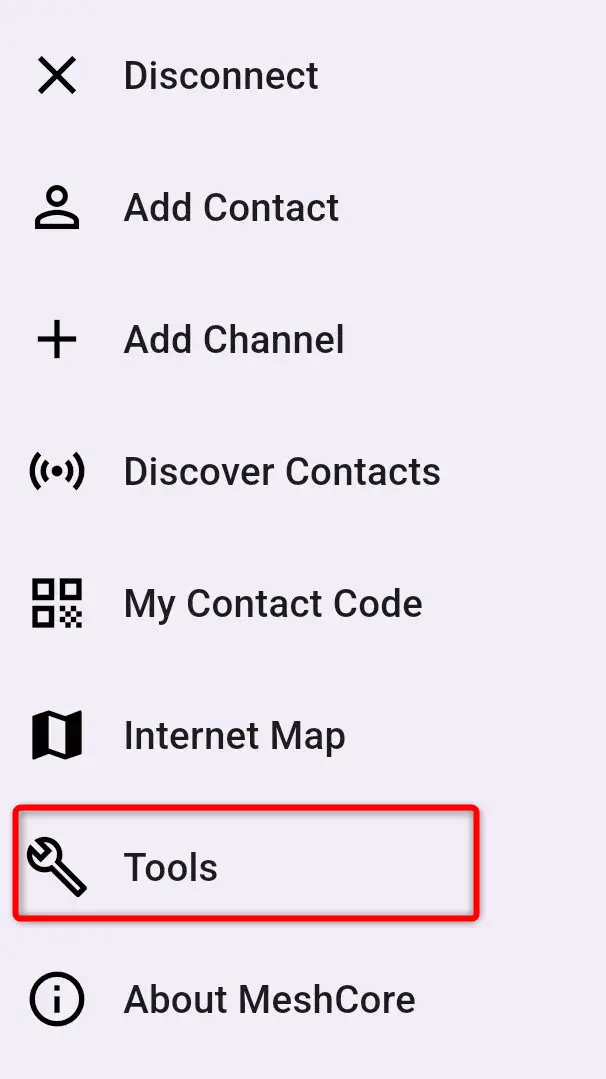 Disconnect
Add Contact
Add Channel
Discover Contacts
My Contact Code
Internet Map
Tools
About MeshCore